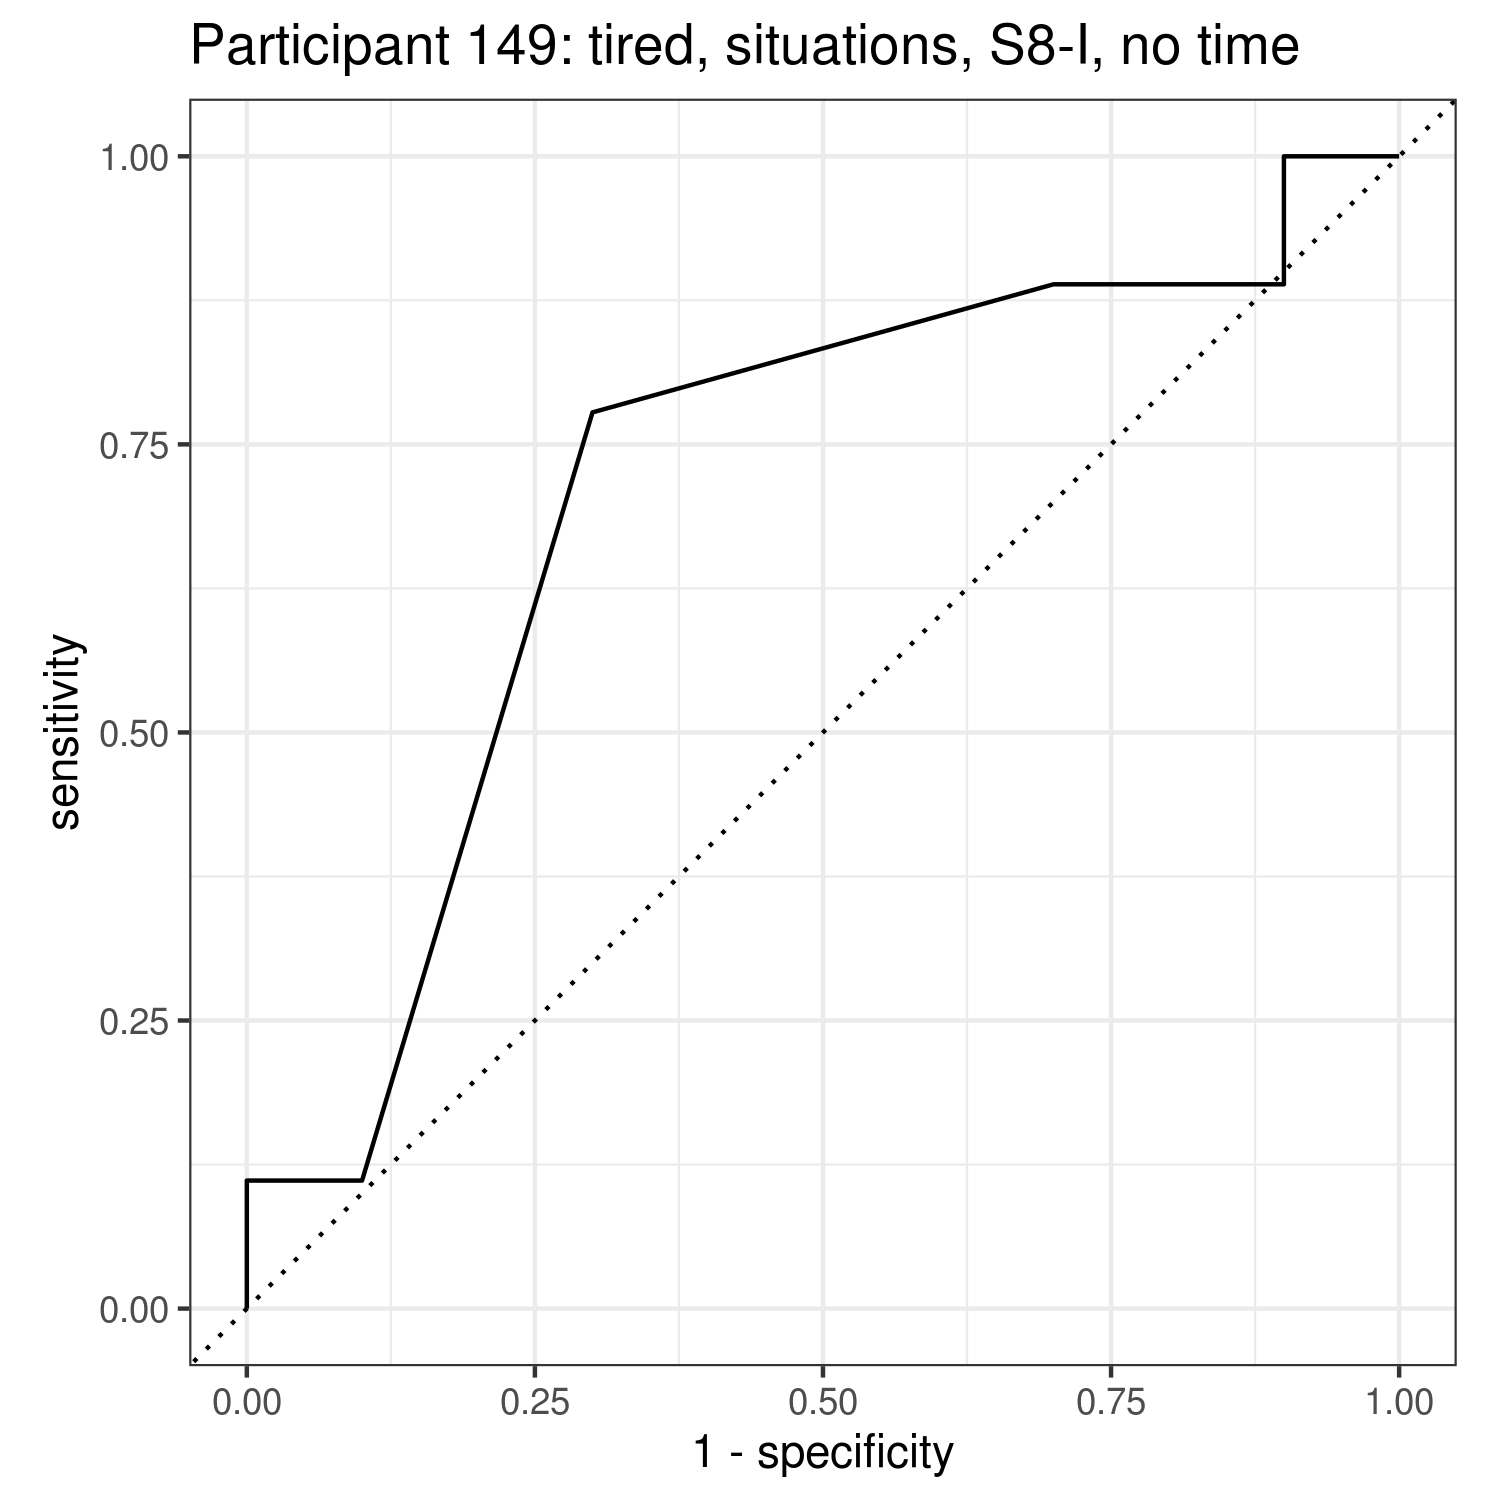 Participant 149: tired, situations, S8-I, no time
1.00
0.75
0.50
0.25
0.00
sensitivity
0.00 0.25 0.50 0.75 1.00
1 - specificity